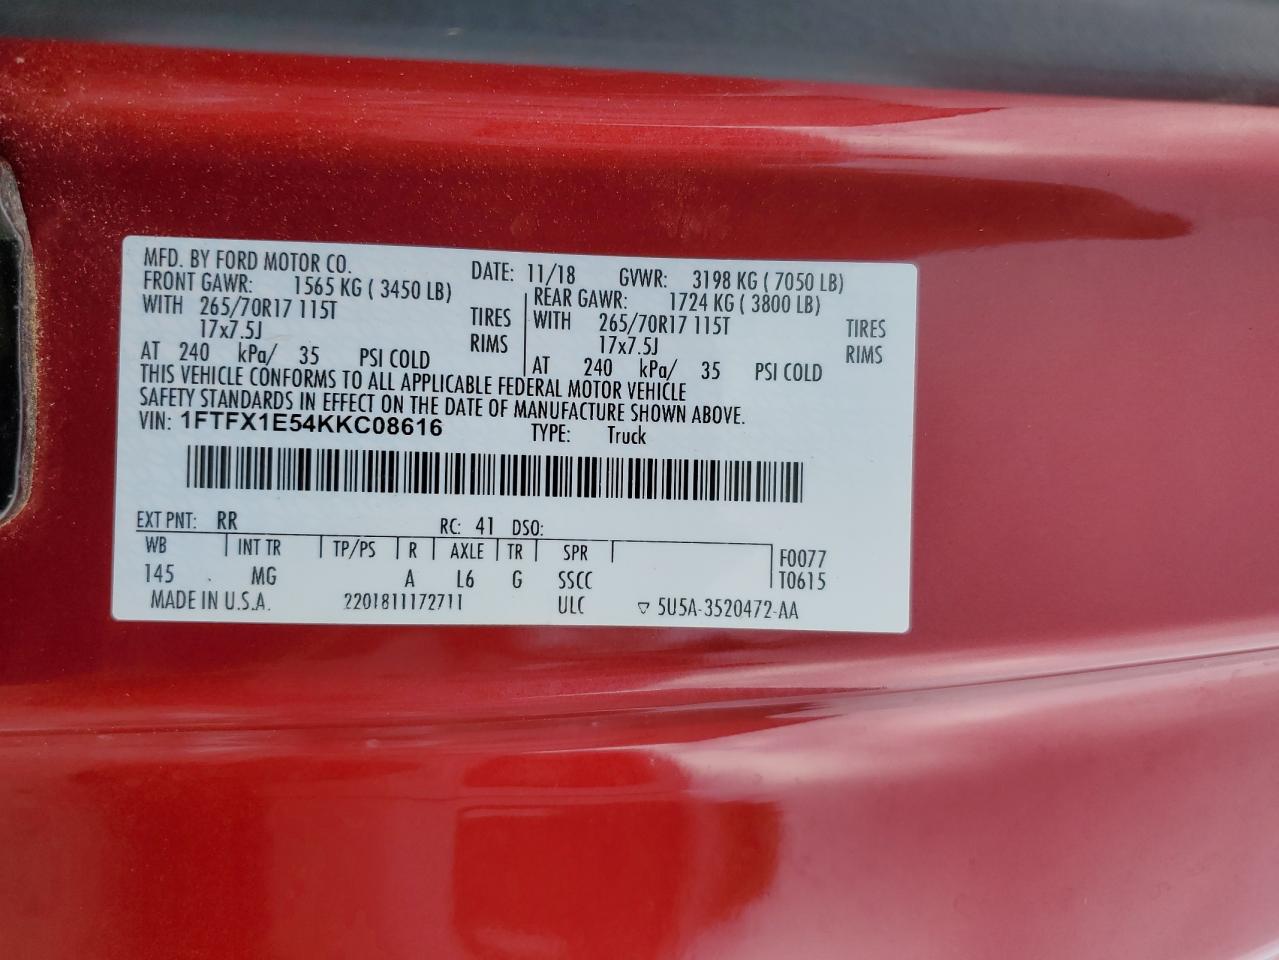 MFD. BY FORD MOTOR CO. DATE: 11/18 GVWR: 3198 KG ( 7050 LB)
FRONT GAWR: 1565 KG ( 3450 LB) REAR GAWR: 1724 KG ( 3800 LB)
WITH 265/70R17 115T TIRES WITH 265/70R17 115T TIRES
17x7.5J RIMS 17x7.5J RIMS
AT 240 kPa/ 35 PSI COLD AT 240 kPa/ 35 PSI COLD
THIS VEHICLE CONFORMS TO ALL APPLICABLE FEDERAL MOTOR VEHICLE
SAFETY STANDARDS IN EFFECT ON THE DATE OF MANUFACTURE SHOWN ABOVE.
VIN: 1FTFX1E54KKC08616 TYPE: Truck
EXT PNT: RR RC: 41 DSO:
WB INT TR TP/PS R AXLE TR SPR F0077
145 MG A L6 G SSCC T0615
MADE IN U.S.A. 2201811172711 ULC ▽ 5U5A-3520472-AA